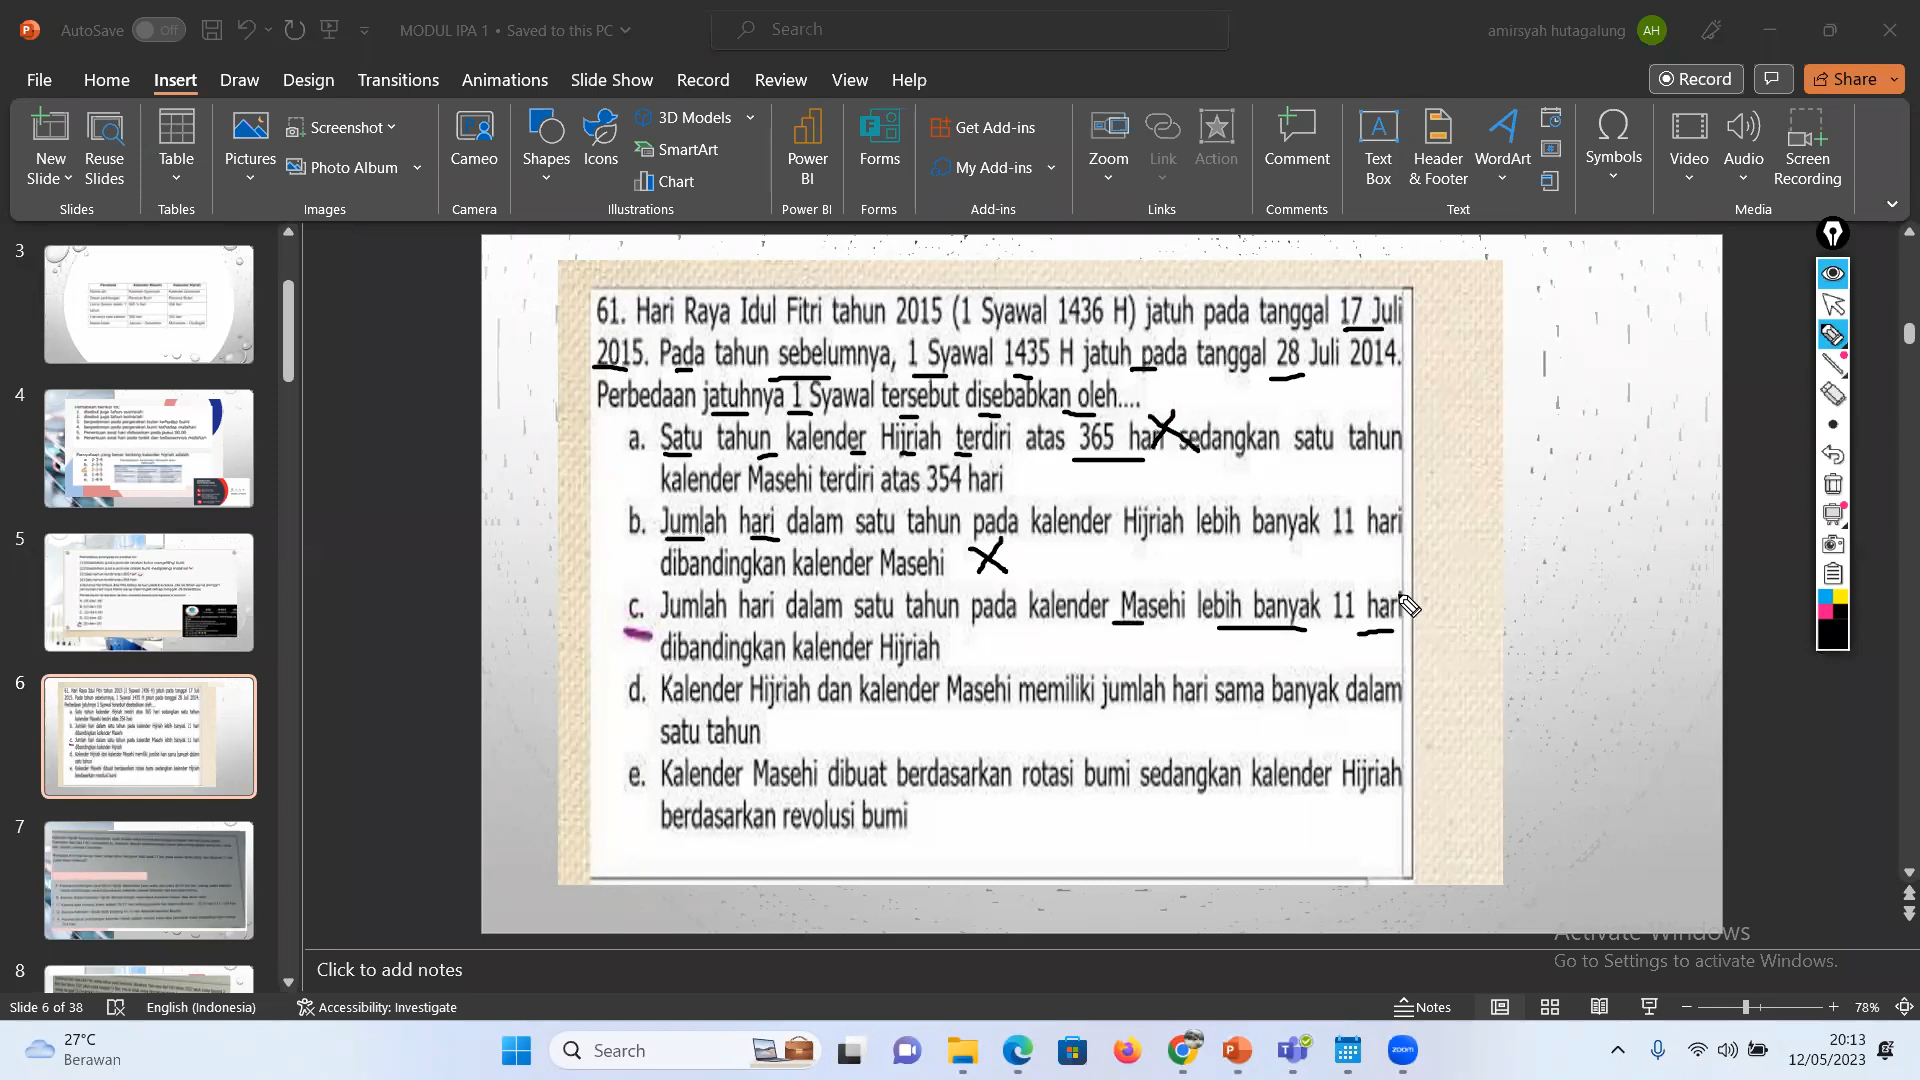 AutoSave Off MODUL IPA 1 • Saved to this PC Search amirsyah hutagalung AH
File Home Insert Draw Design Transitions Animations Slide Show Record Review View Help Record Share
New Slide Reuse Slides Table Pictures Screenshot Photo Album Cameo Shapes Icons 3D Models SmartArt Chart Power BI Forms Get Add-ins My Add-ins Zoom Link Action Comment Text Box Header & Footer WordArt Symbols Video Audio Screen Recording
Slides Tables Images Camera Illustrations Power BI Forms Add-ins Links Comments Text Media
3
4
5
6
7
8
61. Hari Raya Idul Fitri tahun 2015 (1 Syawal 1436 H) jatuh pada tanggal 17 Juli
2015. Pada tahun sebelumnya, 1 Syawal 1435 H jatuh pada tanggal 28 Juli 2014.
Perbedaan jatuhnya 1 Syawal tersebut disebabkan oleh....
a. Satu tahun kalender Hijriah terdiri atas 365 hari sedangkan satu tahun
kalender Masehi terdiri atas 354 hari
b. Jumlah hari dalam satu tahun pada kalender Hijriah lebih banyak 11 hari
dibandingkan kalender Masehi
c. Jumlah hari dalam satu tahun pada kalender Masehi lebih banyak 11 hari
dibandingkan kalender Hijriah
d. Kalender Hijriah dan kalender Masehi memiliki jumlah hari sama banyak dalam
satu tahun
e. Kalender Masehi dibuat berdasarkan rotasi bumi sedangkan kalender Hijriah
berdasarkan revolusi bumi
Activate Windows
Go to Settings to activate Windows.
Click to add notes
Slide 6 of 38 English (Indonesia) Accessibility: Investigate Notes 78%
27°C
Berawan
Search
zoom
20:13
12/05/2023